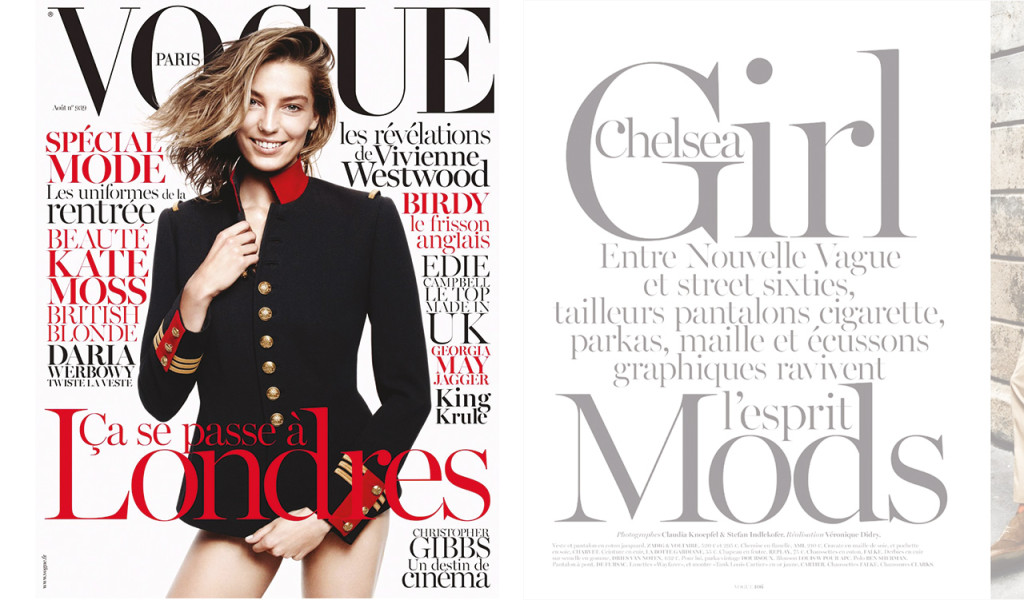 VOGUE
PARIS
®
Août n° 939
SPÉCIAL
MODE
Les uniformes de la
rentrée
BEAUTÉ
KATE
MOSS
BRITISH
BLONDE
DARIA
WERBOWY
TWISTE LA VESTE
les révélations
de Vivienne
Westwood
BIRDY
le frisson
anglais
EDIE
CAMPBELL
LE TOP
MADE IN
UK
GEORGIA
MAY
JAGGER
King
Krule
Ça se passe à
Londres
CHRISTOPHER
GIBBS
Un destin de
cinéma
www.vogue.fr
Chelsea
Girl
Entre Nouvelle Vague
et street sixties,
tailleurs pantalons cigarette,
parkas, maille et écussons
graphiques ravivent
l'esprit
Mods
Photographes Claudia Knoepfel & Stefan Indlekofer. Réalisation Véronique Didry.